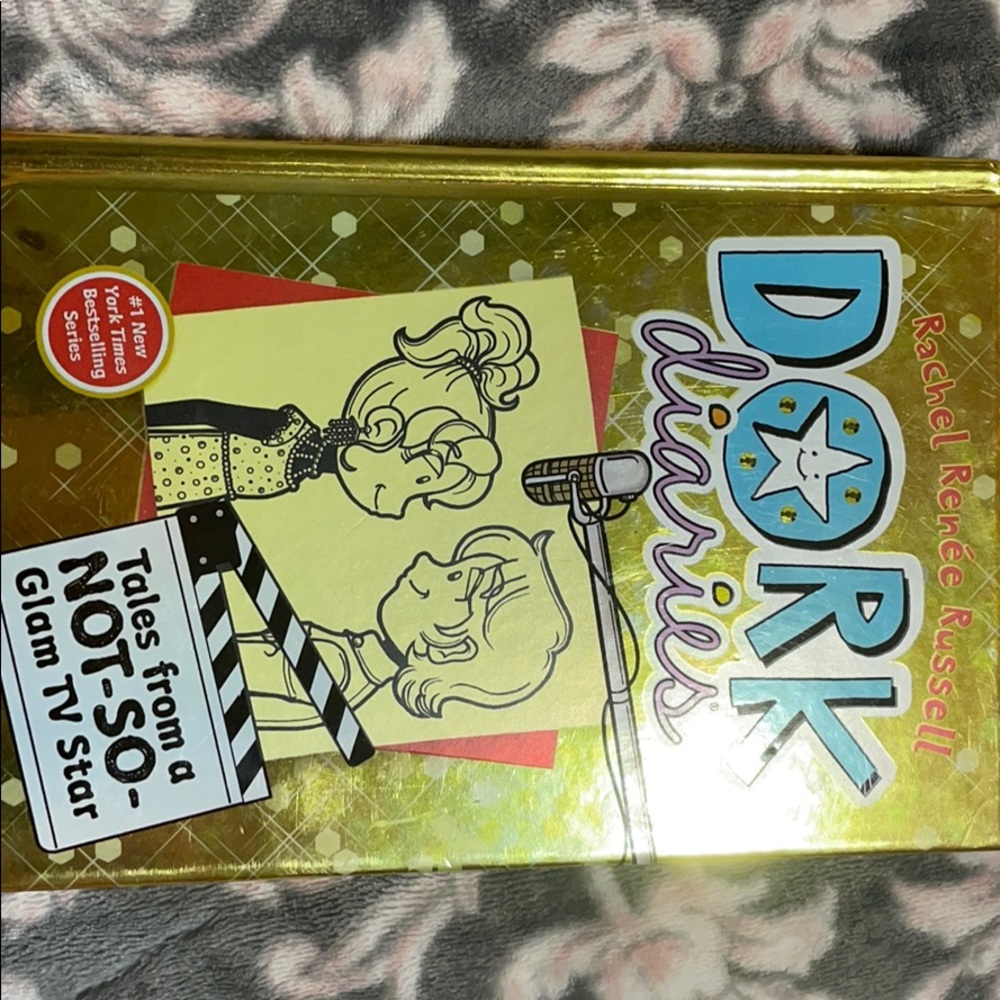 Rachel Renée Russell
DORK
diaries®
#1 New
York Times
Bestselling
Series
Tales from a
NOT-SO-
Glam TV Star